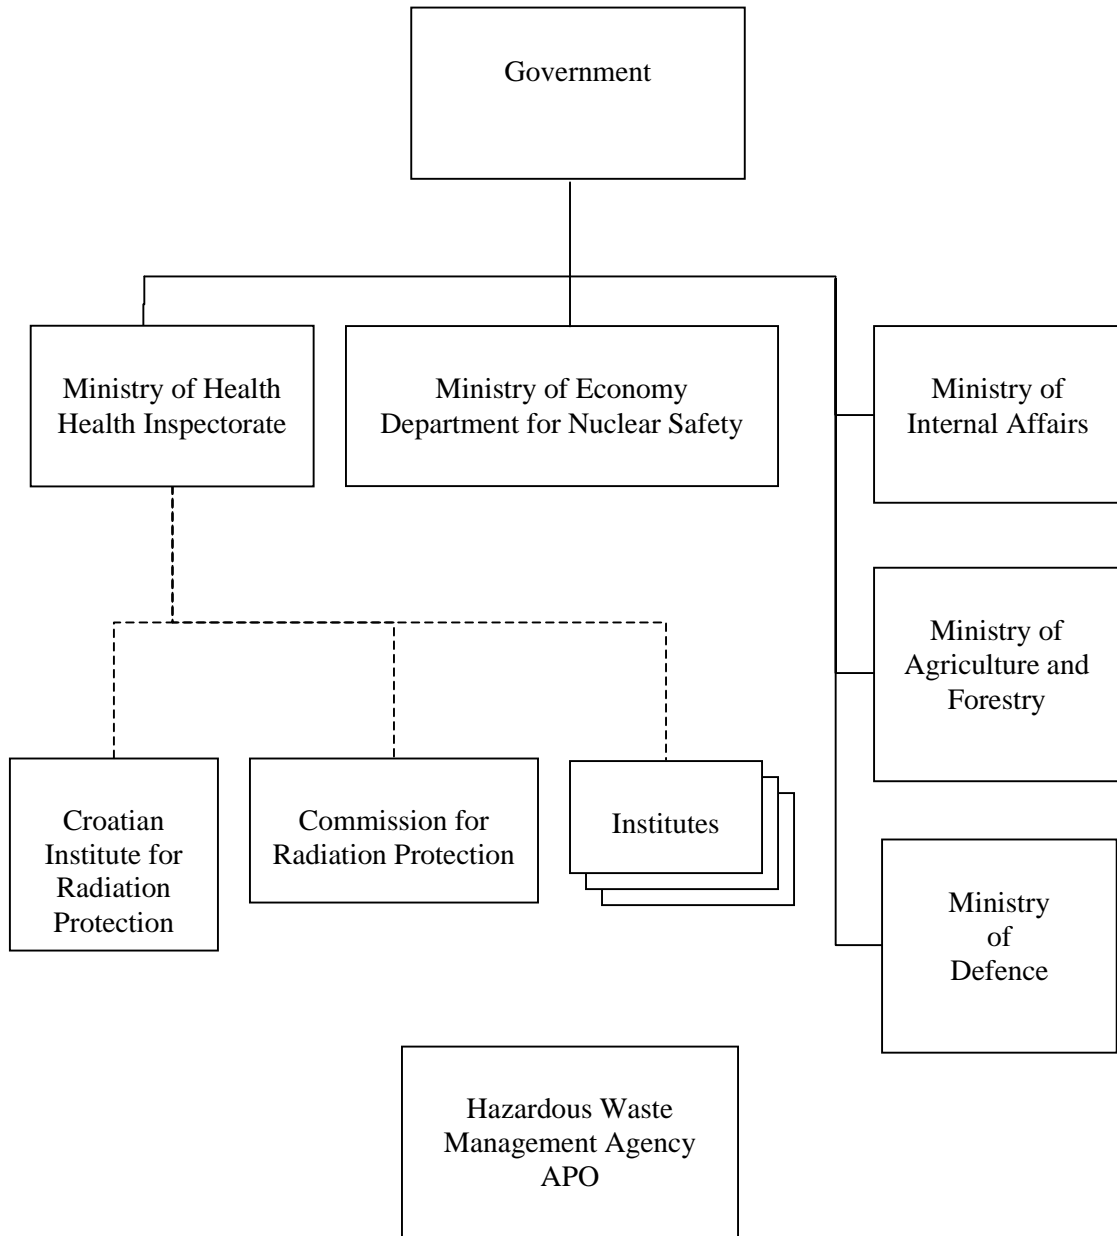 Government
Ministry of Health
Health Inspectorate
Ministry of Economy
Department for Nuclear Safety
Ministry of
Internal Affairs
Ministry of
Agriculture and
Forestry
Croatian
Institute for
Radiation
Protection
Commission for
Radiation Protection
Institutes
Ministry
of
Defence
Hazardous Waste
Management Agency
APO